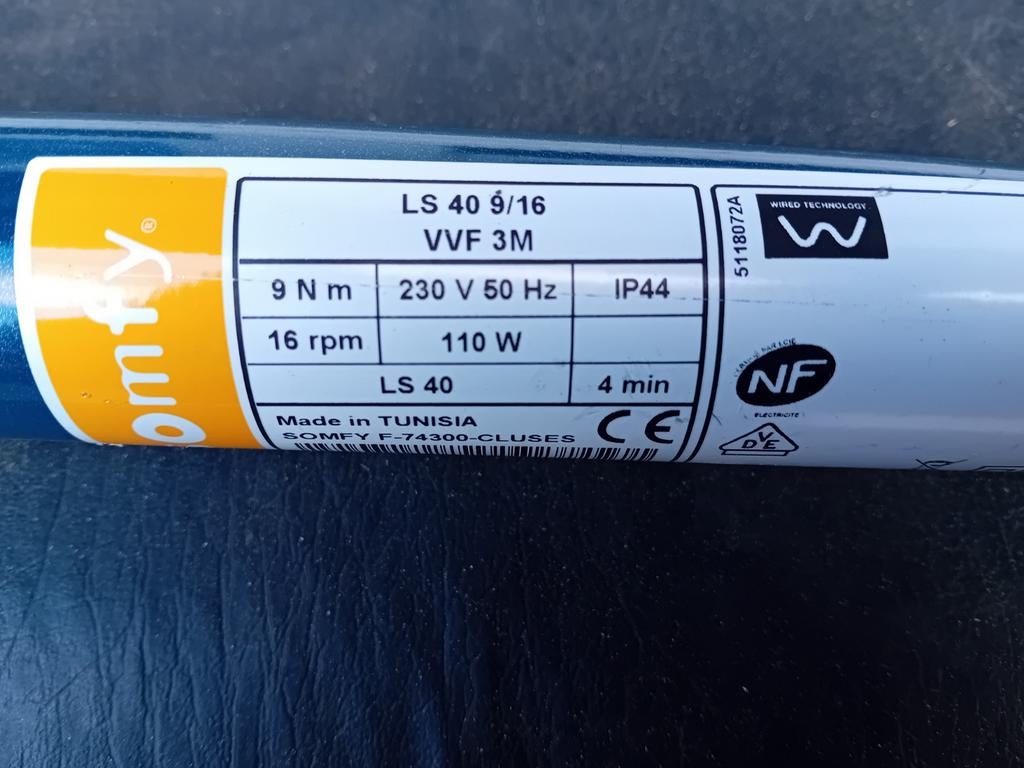 omfy®
LS 40 9/16
VVF 3M
9 N m 230 V 50 Hz IP44
16 rpm 110 W
LS 40 4 min
Made in TUNISIA
SOMFY F-74300-CLUSES CE
5118072A
WIRED TECHNOLOGY
NF
ELECTRICITE
DVE